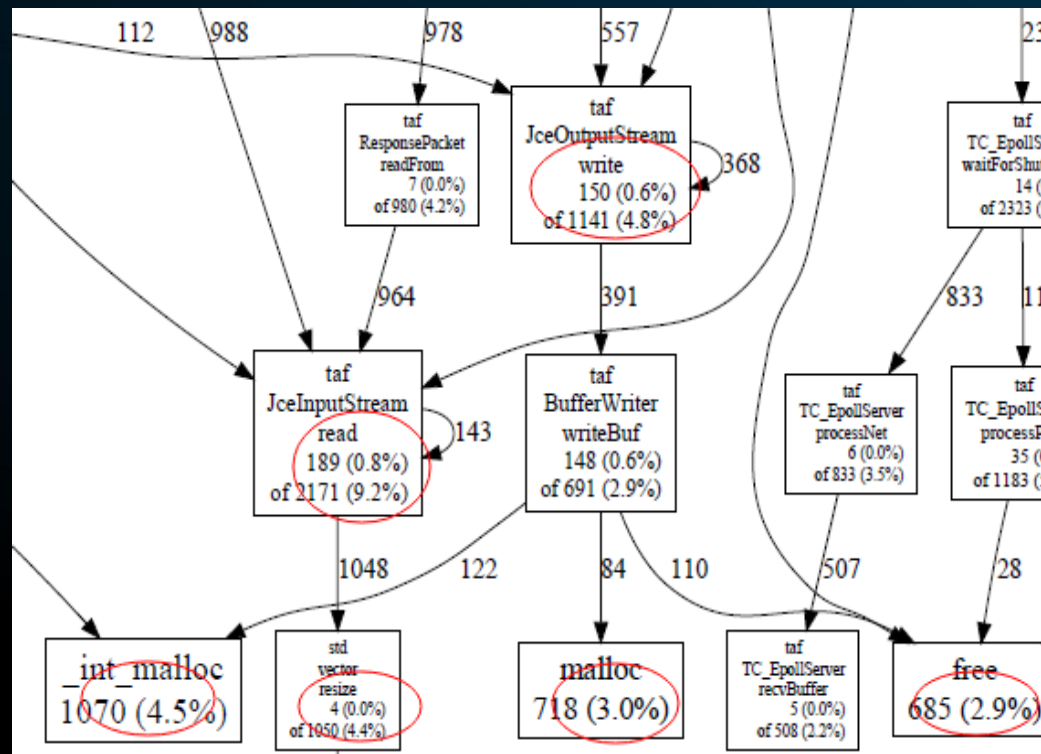 112
988
978
557
23
taf
ResponsePacket
readFrom
7 (0.0%)
of 980 (4.2%)
taf
JceOutputStream
write
150 (0.6%)
of 1141 (4.8%)
368
taf
TC_EpollS
waitForShu
14 (
of 2323 (
964
391
833
11
taf
JceInputStream
read
189 (0.8%)
of 2171 (9.2%)
143
taf
BufferWriter
writeBuf
148 (0.6%)
of 691 (2.9%)
taf
TC_EpollServer
processNet
6 (0.0%)
of 833 (3.5%)
taf
TC_EpollS
processP
35 (
of 1183 (
1048
122
84
110
507
28
_int_malloc
1070 (4.5%)
std
vector
resize
4 (0.0%)
of 1050 (4.4%)
malloc
718 (3.0%)
taf
TC_EpollServer
recvBuffer
5 (0.0%)
of 508 (2.2%)
free
685 (2.9%)